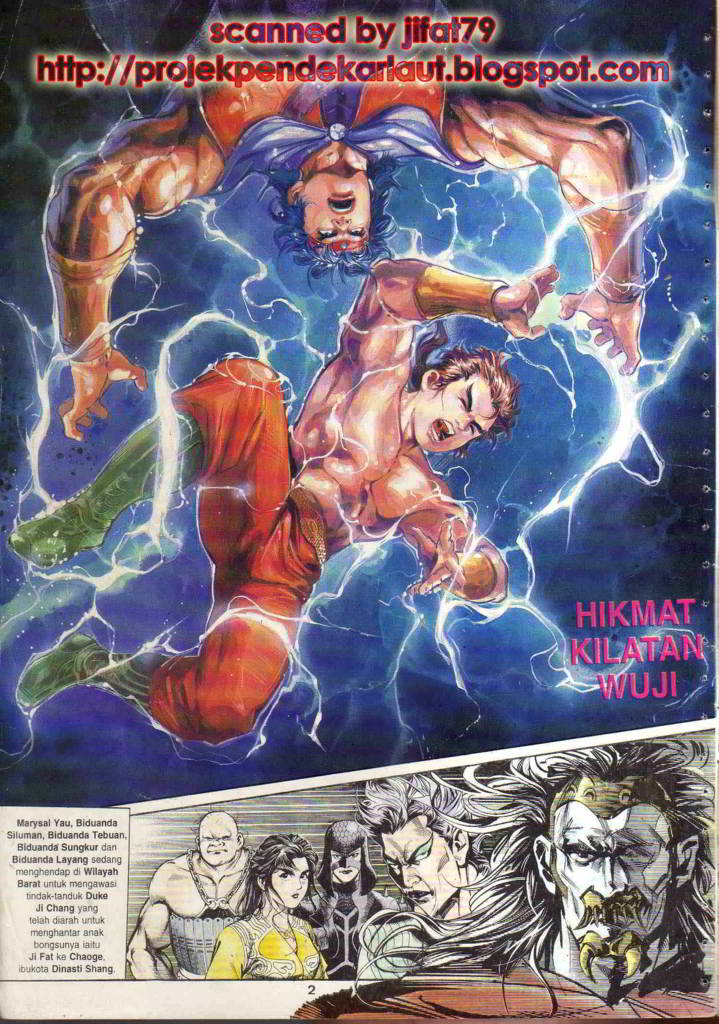 scanned by jifat79
http://projekpendekarlaut.blogspot.com
HIKMAT
KILATAN
WUJI
Marysal Yau, Biduanda
Siluman, Biduanda Tebuan,
Biduanda Sungkur dan
Biduanda Layang sedang
menghendap di Wilayah
Barat untuk mengawasi
tindak-tanduk Duke
Ji Chang yang
telah diarah untuk
menghantar anak
bongsunya iaitu
Ji Fat ke Chaoge,
ibukota Dinasti Shang.
2